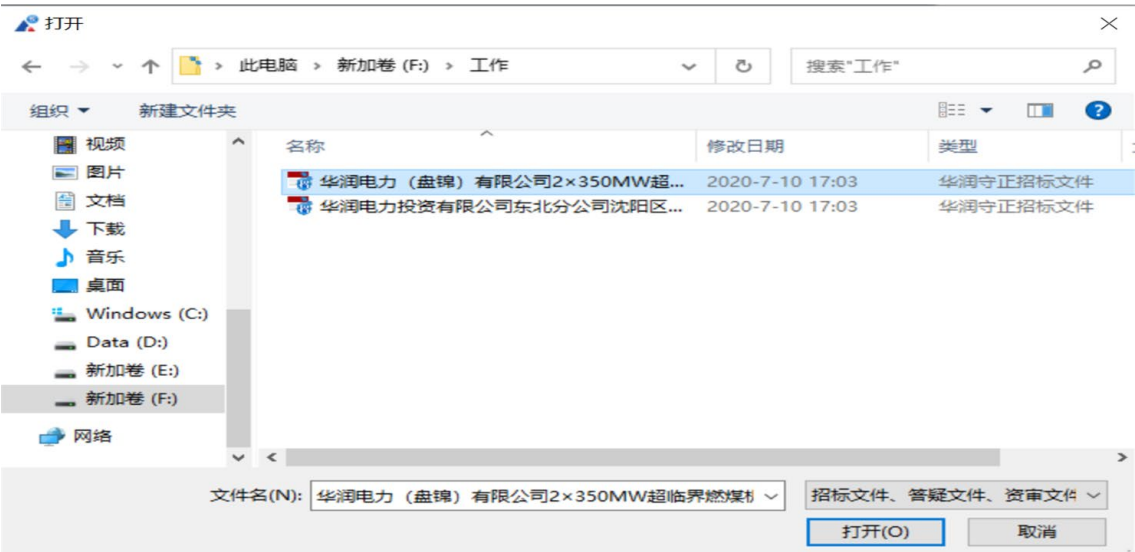 打开
此电脑 › 新加卷 (F:) › 工作
搜索"工作"
组织
新建文件夹
视频
图片
文档
下载
音乐
桌面
Windows (C:)
Data (D:)
新加卷 (E:)
新加卷 (F:)
网络
名称 修改日期 类型
华润电力（盘锦）有限公司2×350MW超... 2020-7-10 17:03 华润守正招标文件
华润电力投资有限公司东北分公司沈阳区... 2020-7-10 17:03 华润守正招标文件
文件名(N): 华润电力（盘锦）有限公司2×350MW超临界燃煤 招标文件、答疑文件、资审文件
打开(O) 取消